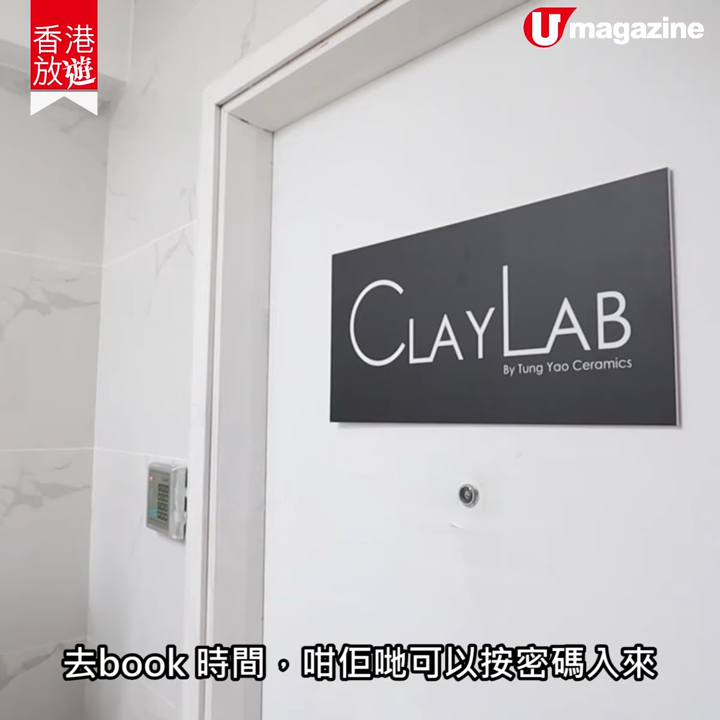 香港
放遊
U magazine
CLAYLAB
By Tung Yao Ceramics
去book 時間，咁佢哋可以按密碼入來